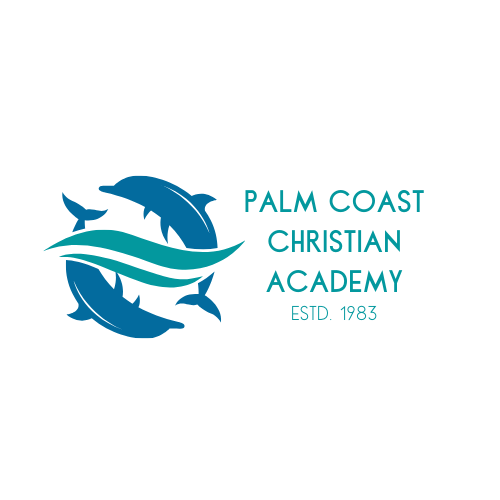 PALM COAST
CHRISTIAN
ACADEMY
ESTD. 1983